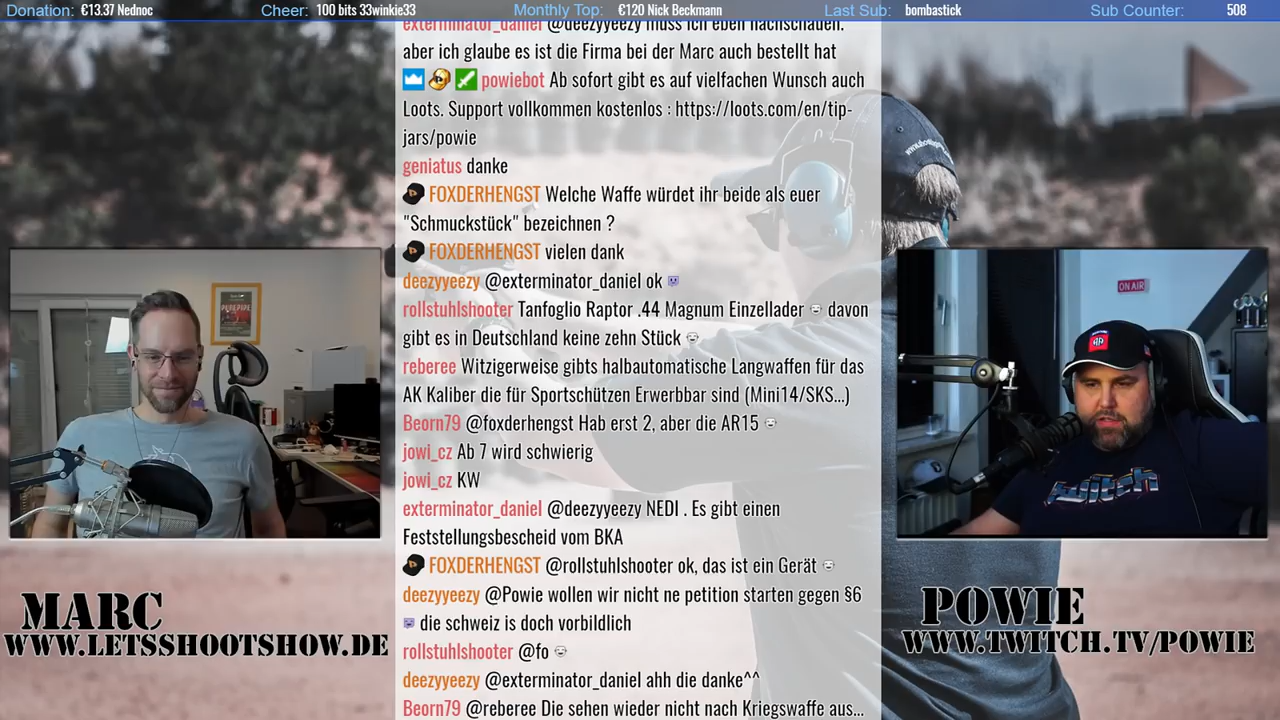 Donation: €13.37 Nednoc Cheer: 100 bits 33winkie33 Monthly Top: €120 Nick Beckmann Last Sub: bombastick Sub Counter: 508
exterminator_daniel @deezyyeezy muss ich eben nachschauen.
aber ich glaube es ist die Firma bei der Marc auch bestellt hat
powiebot Ab sofort gibt es auf vielfachen Wunsch auch
Loots. Support vollkommen kostenlos : https://loots.com/en/tip-
jars/powie
geniatus danke
FOXDERHENGST Welche Waffe würdet ihr beide als euer
"Schmuckstück" bezeichnen ?
FOXDERHENGST vielen dank
deezyyeezy @exterminator_daniel ok
rollstuhlshooter Tanfoglio Raptor .44 Magnum Einzellader davon
gibt es in Deutschland keine zehn Stück
reberee Witzigerweise gibts halbautomatische Langwaffen für das
AK Kaliber die für Sportschützen Erwerbbar sind (Mini14/SKS...)
Beorn79 @foxderhengst Hab erst 2, aber die AR15
jowi_cz Ab 7 wird schwierig
jowi_cz KW
exterminator_daniel @deezyyeezy NEDI . Es gibt einen
Feststellungsbescheid vom BKA
FOXDERHENGST @rollstuhlshooter ok, das ist ein Gerät
deezyyeezy @Powie wollen wir nicht ne petition starten gegen §6
die schweiz is doch vorbildlich
rollstuhlshooter @fo
deezyyeezy @exterminator_daniel ahh die danke^^
Beorn79 @reberee Die sehen wieder nicht nach Kriegswaffe aus...
MARC
WWW.LETSSHOOTSHOW.DE
ON AIR
twitch
POWIE
WWW.TWITCH.TV/POWIE